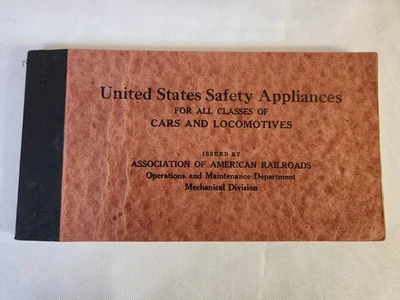 United States Safety Appliances
FOR ALL CLASSES OF
CARS AND LOCOMOTIVES
ISSUED BY
ASSOCIATION OF AMERICAN RAILROADS
Operations and Maintenance Department
Mechanical Division